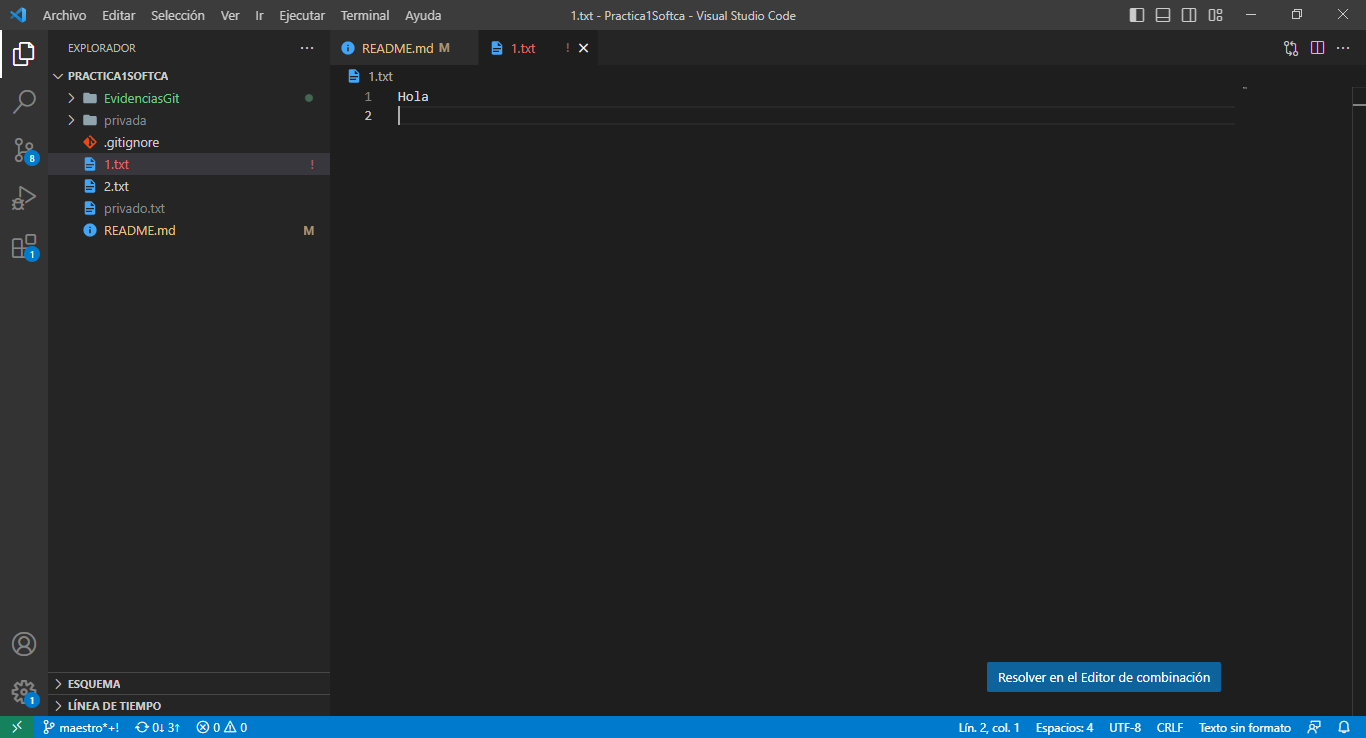 Archivo Editar Selección Ver Ir Ejecutar Terminal Ayuda
1.txt - Practica1Softca - Visual Studio Code
EXPLORADOR
PRACTICA1SOFTCA
EvidenciasGit
privada
.gitignore
1.txt !
2.txt
privado.txt
README.md M
8
1
README.md M
1.txt !
1.txt
1 Hola
2
Resolver en el Editor de combinación
ESQUEMA
LÍNEA DE TIEMPO
1
maestro*+! 0↓ 3↑ 0 0
Lín. 2, col. 1 Espacios: 4 UTF-8 CRLF Texto sin formato